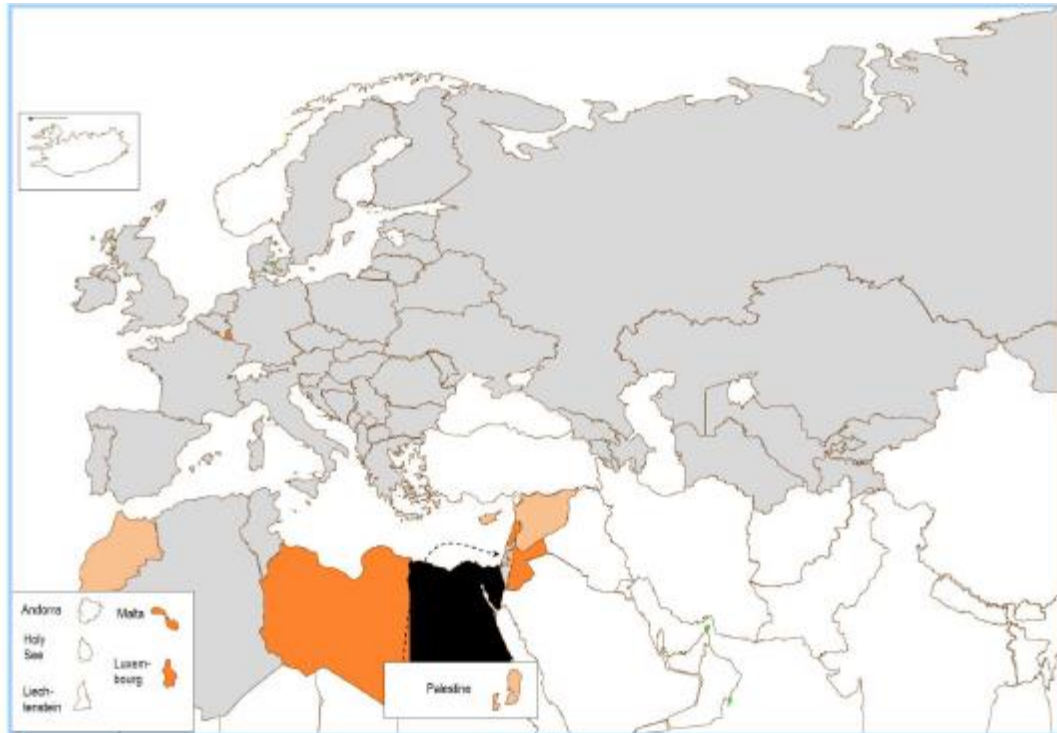 Andorra
Malta
Holy
See
Luxem-
bourg
Liech-
tenstein
Palestine